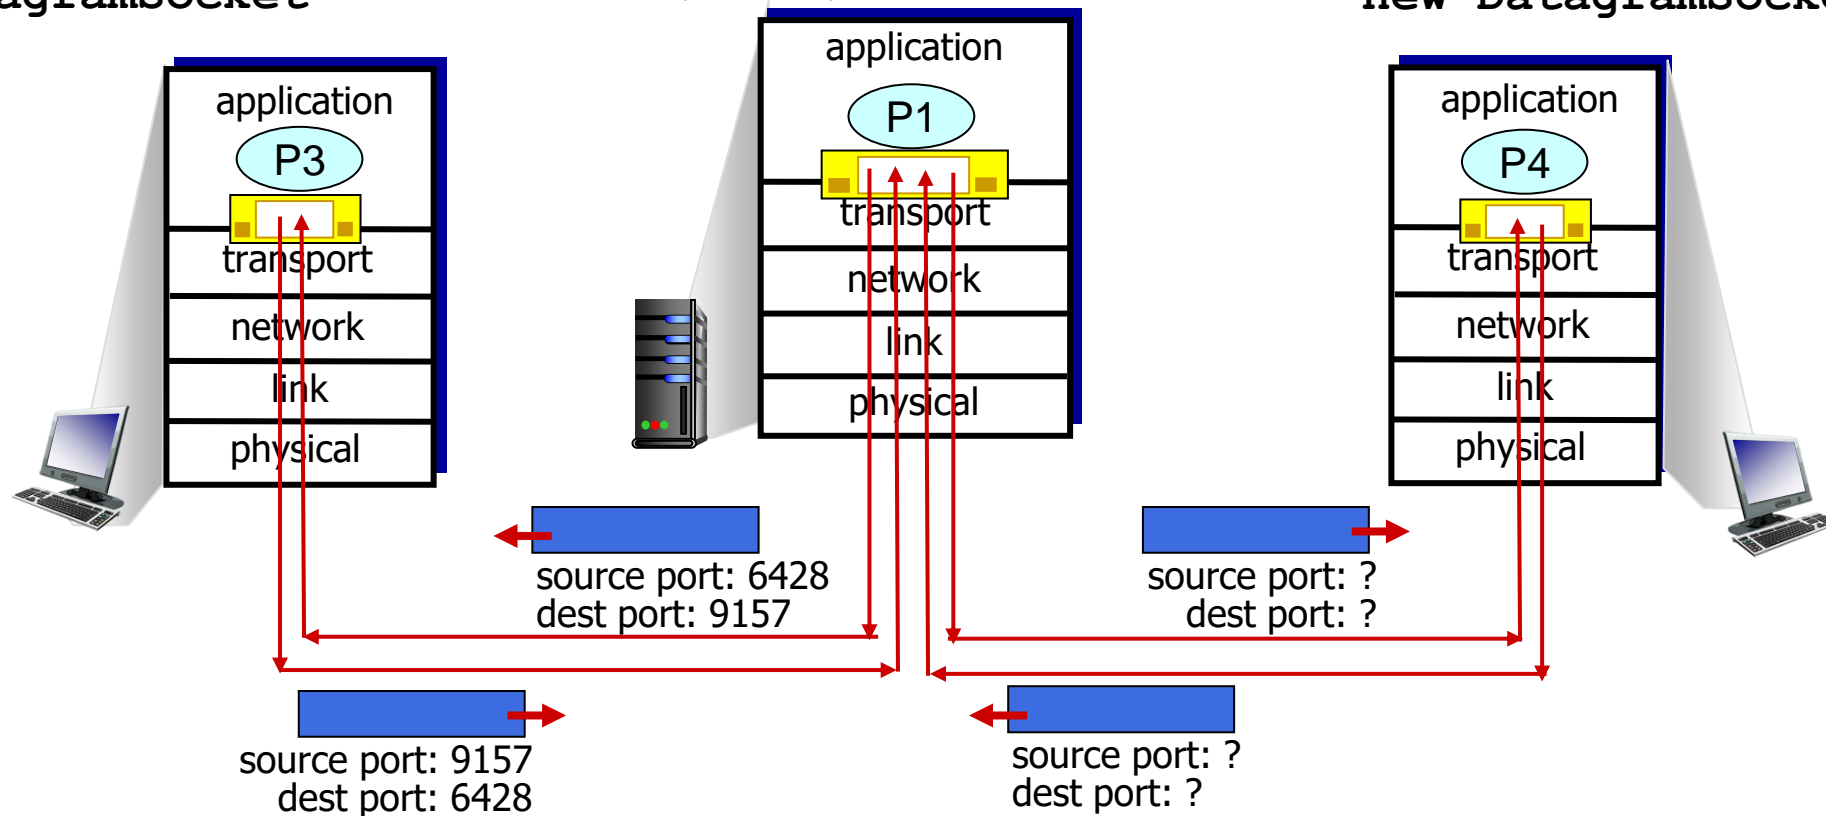 application
P3
transport
network
link
physical
application
P1
transport
network
link
physical
application
P4
transport
network
link
physical
source port: 6428
dest port: 9157
source port: ?
dest port: ?
source port: 9157
dest port: 6428
source port: ?
dest port: ?